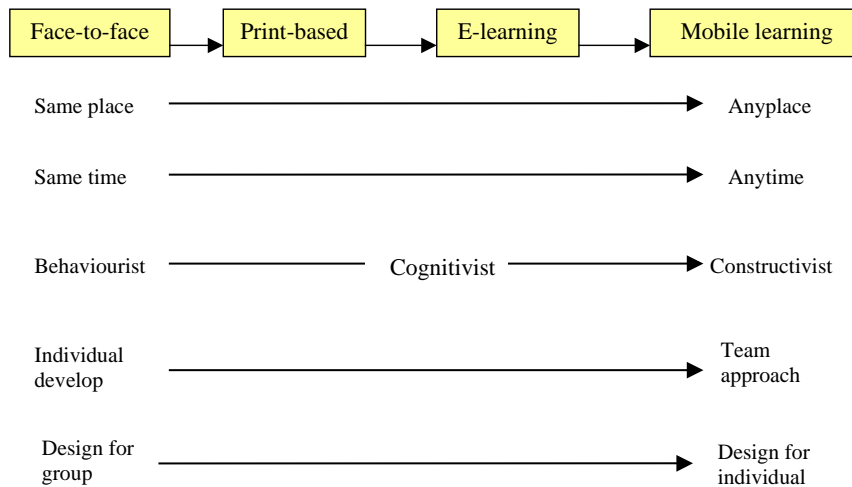 Face-to-face Print-based E-learning Mobile learning
Same place Anyplace
Same time Anytime
Behaviourist Cognitivist Constructivist
Individual
develop
Team
approach
Design for
group
Design for
individual